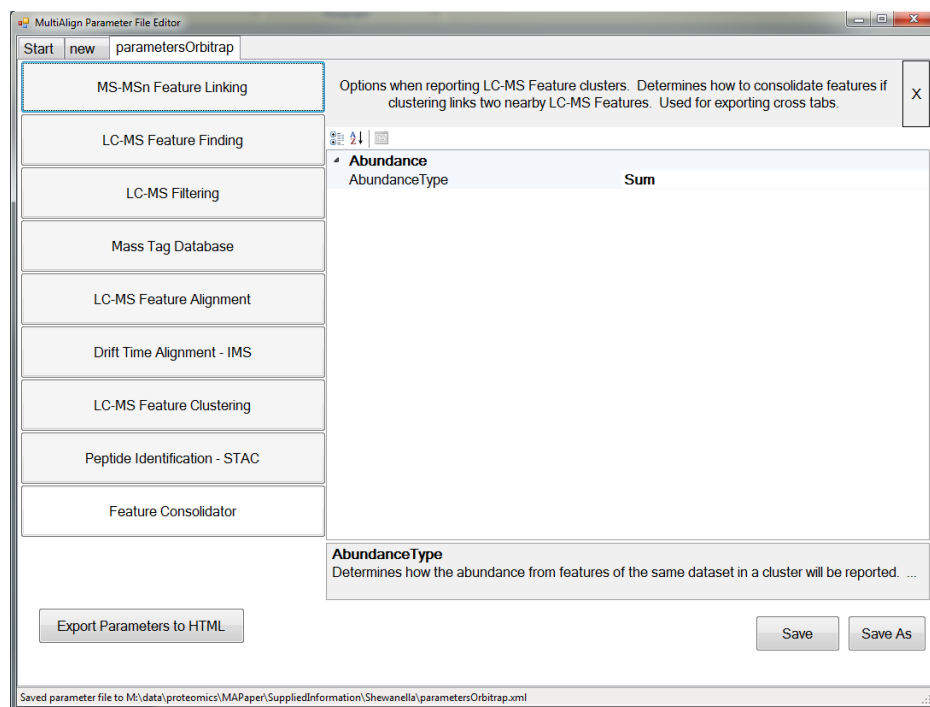 MultiAlign Parameter File Editor
Start new parametersOrbitrap
MS-MSn Feature Linking
LC-MS Feature Finding
LC-MS Filtering
Mass Tag Database
LC-MS Feature Alignment
Drift Time Alignment - IMS
LC-MS Feature Clustering
Peptide Identification - STAC
Feature Consolidator
Options when reporting LC-MS Feature clusters. Determines how to consolidate features if
clustering links two nearby LC-MS Features. Used for exporting cross tabs.
X
Abundance
AbundanceType Sum
AbundanceType
Determines how the abundance from features of the same dataset in a cluster will be reported. ...
Export Parameters to HTML
Save Save As
Saved parameter file to M:\data\proteomics\MAPaper\SuppliedInformation\Shewanella\parametersOrbitrap.xml